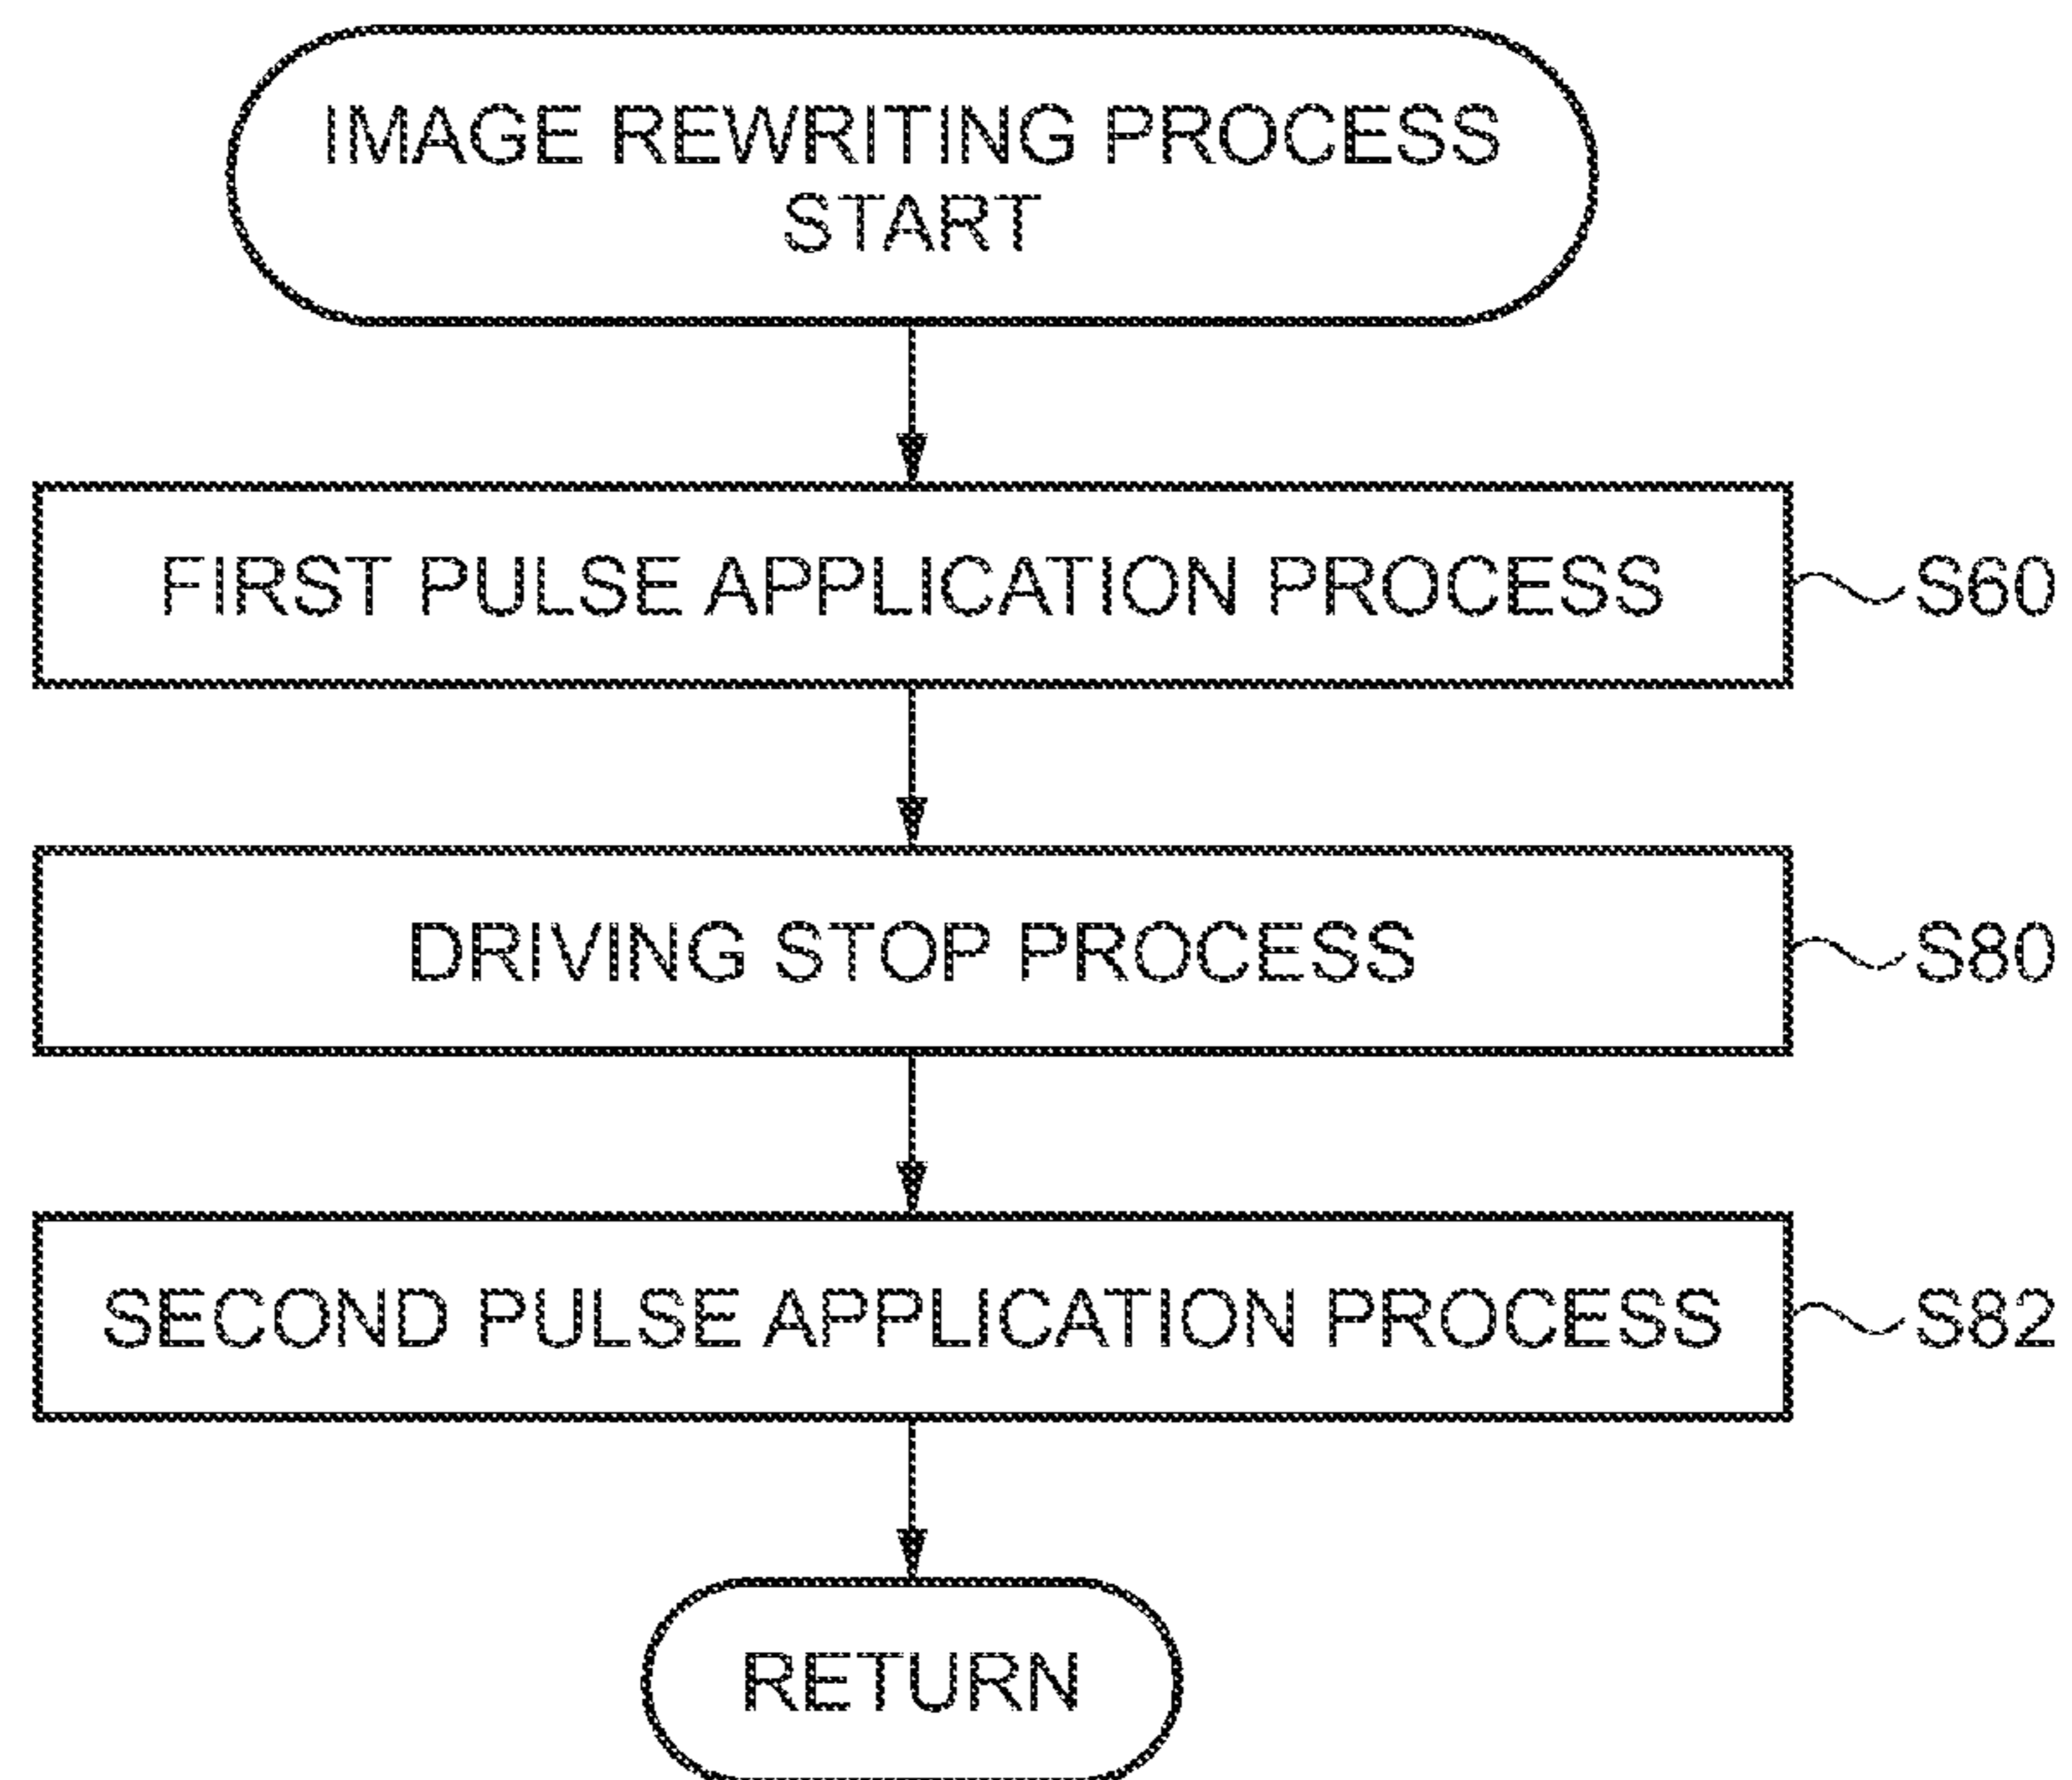 IMAGE REWRITING PROCESS
START
FIRST PULSE APPLICATION PROCESS
S60
DRIVING STOP PROCESS
S80
SECOND PULSE APPLICATION PROCESS
S82
RETURN